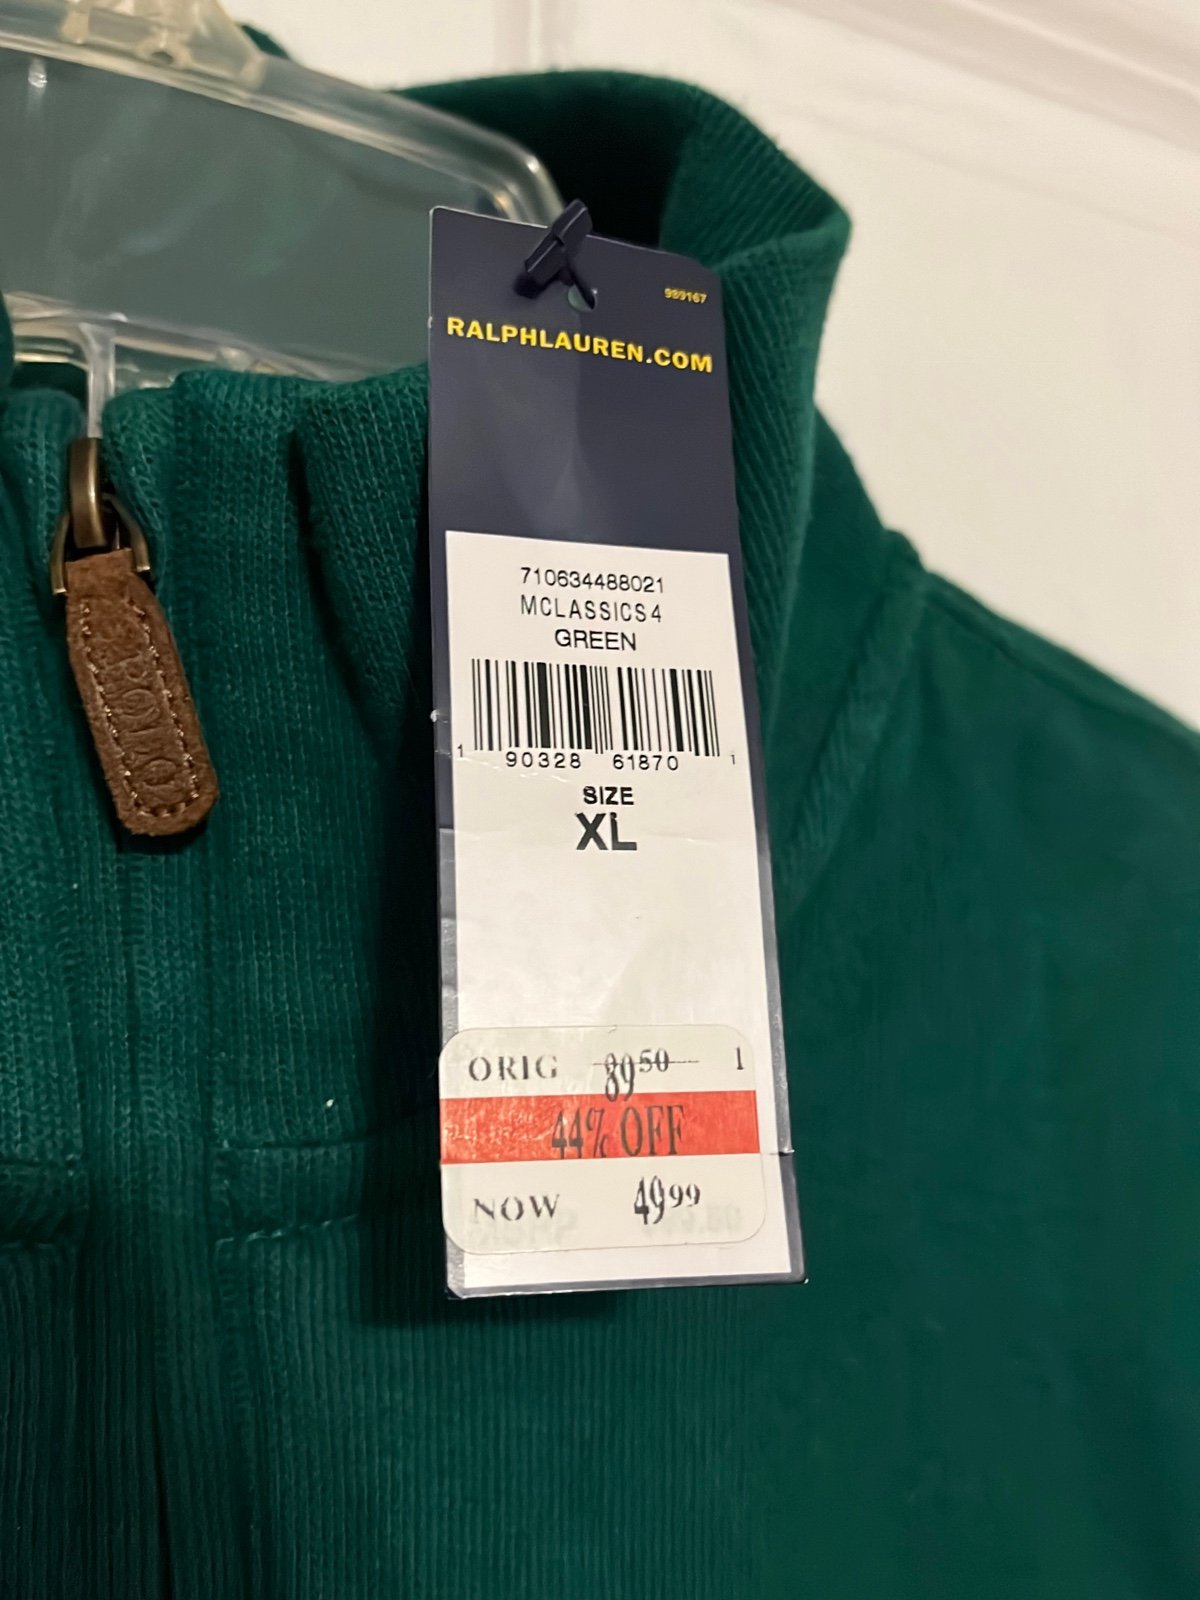 989167
RALPHLAUREN.COM
710634488021
MCLASSICS4
GREEN
1 90328 61870 1
SIZE
XL
ORIG 89.50 1
44% OFF
NOW 49.99
POLO